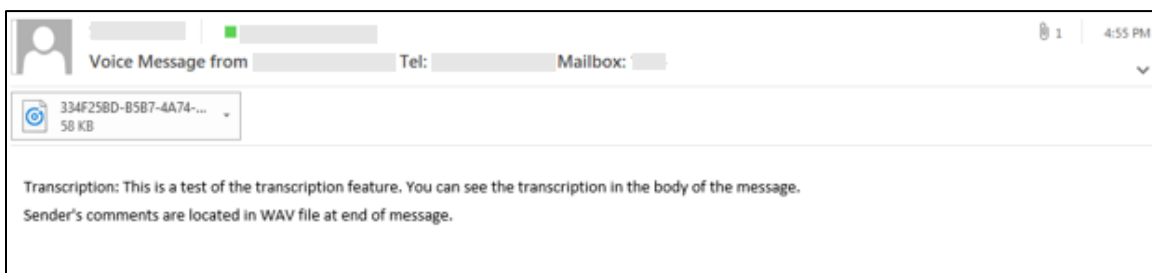 1
4:55 PM
Voice Message from Tel: Mailbox:
334F25BD-B5B7-4A74-...
58 KB
Transcription: This is a test of the transcription feature. You can see the transcription in the body of the message.
Sender's comments are located in WAV file at end of message.